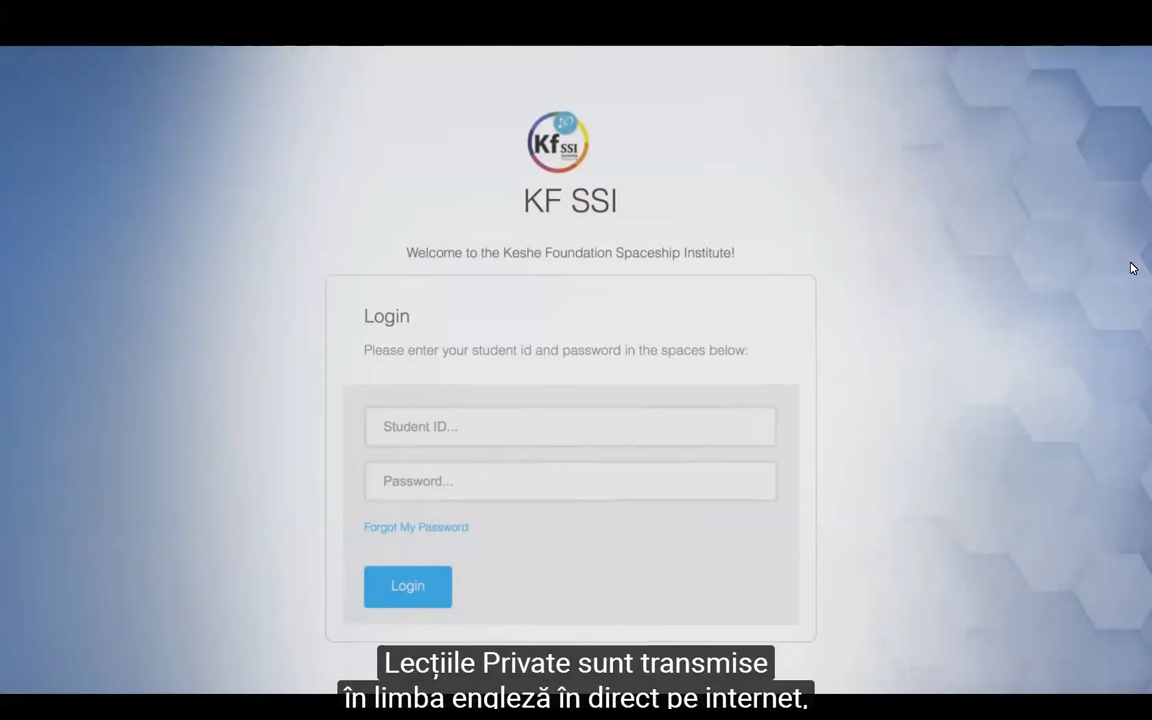 Kf SSI
KF SSI
Welcome to the Keshe Foundation Spaceship Institute!
Login
Please enter your student id and password in the spaces below:
Student ID...
Password...
Forgot My Password
Login
Lecțiile Private sunt transmise
în limba engleză în direct pe internet,